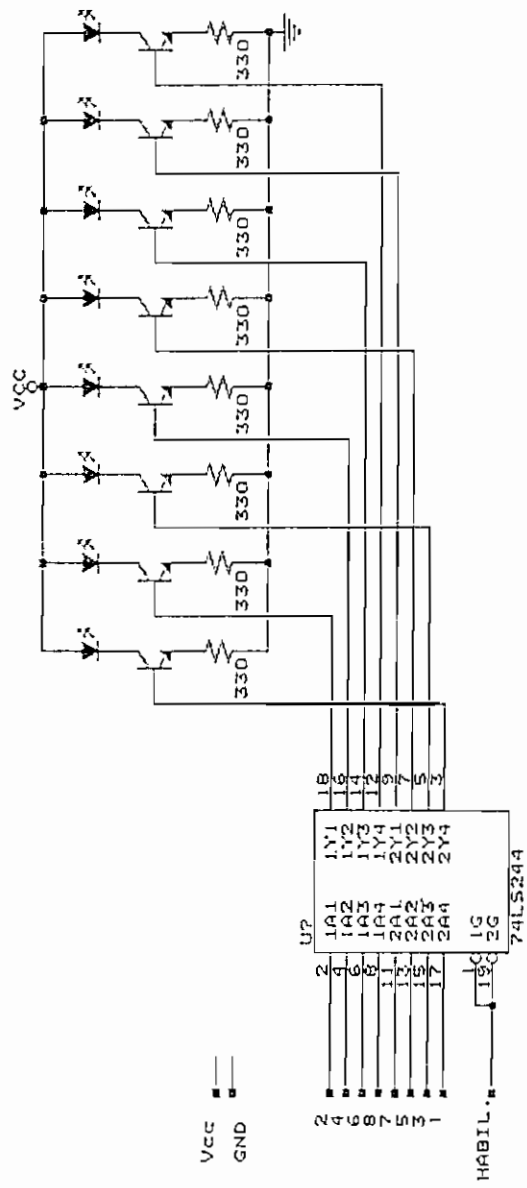 VCC
330
330
330
330
330
330
330
330
U?
2 1A1 1Y1 18
4 1A2 1Y2 16
6 1A3 1Y3 14
8 1A4 1Y4 12
11 2A1 2Y1 9
13 2A2 2Y2 7
15 2A3 2Y3 5
17 2A4 2Y4 3
1 1G
19 2G
74LS244
Vcc
GND
2
4
6
8
7
5
3
1
HABIL.